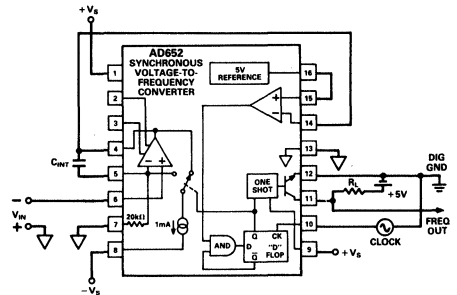 +VS
AD652
SYNCHRONOUS
VOLTAGE-TO-
FREQUENCY
CONVERTER
5V
REFERENCE
1
2
3
4
5
6
7
8
16
15
14
13
12
11
10
9
+
−
− +
CINT
−
VIN
+
20kΩ
1mA
−VS
ONE
SHOT
AND
Q CK
D "D"
Q̄ FLOP
DIG
GND
RL
+5V
FREQ
OUT
CLOCK
+VS